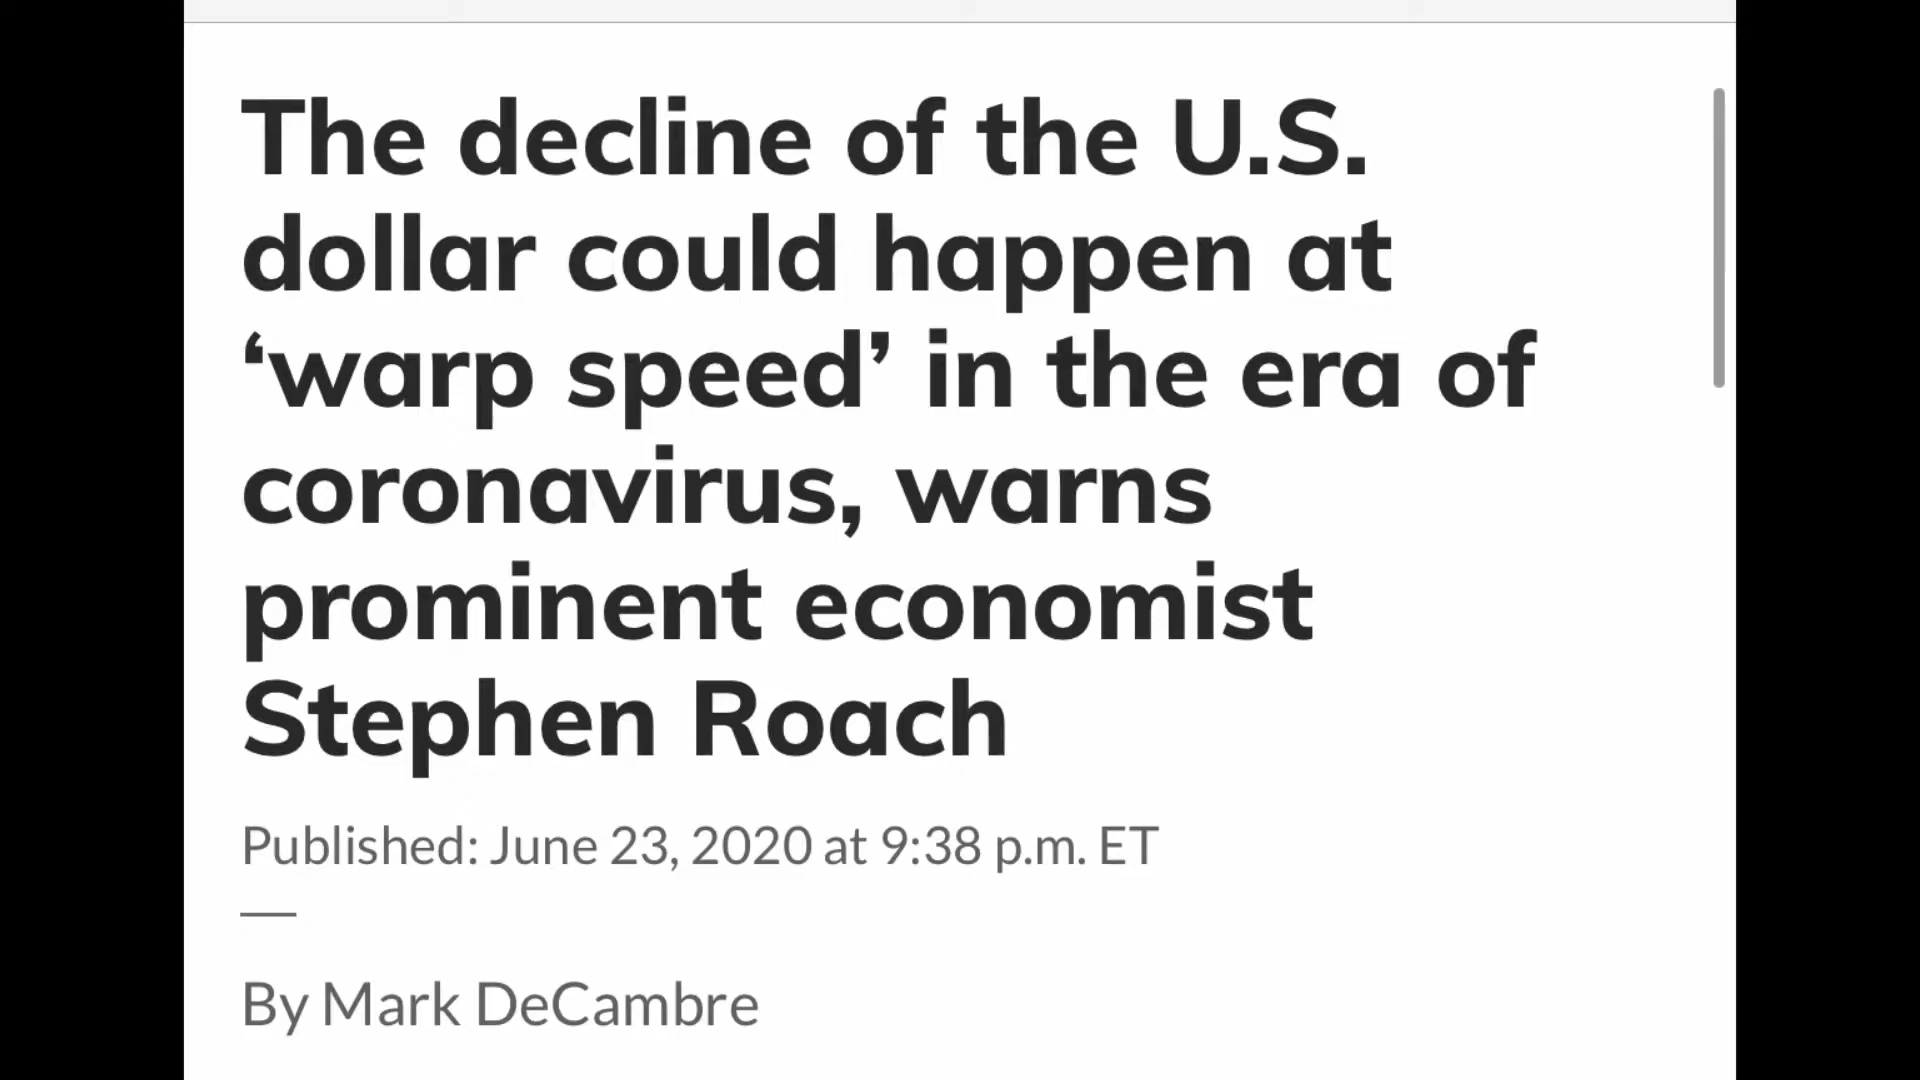 The decline of the U.S.
dollar could happen at
‘warp speed’ in the era of
coronavirus, warns
prominent economist
Stephen Roach
Published: June 23, 2020 at 9:38 p.m. ET
By Mark DeCambre